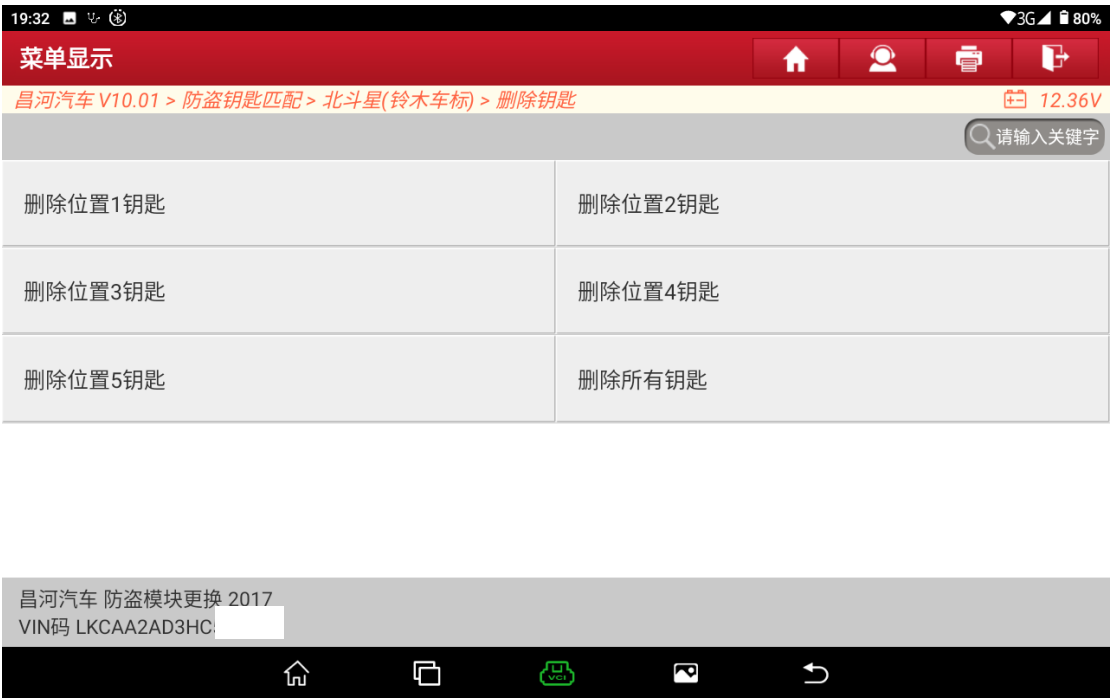 19:32 3G 80%
菜单显示
昌河汽车 V10.01 > 防盗钥匙匹配 > 北斗星(铃木车标) > 删除钥匙 12.36V
请输入关键字
删除位置1钥匙 删除位置2钥匙
删除位置3钥匙 删除位置4钥匙
删除位置5钥匙 删除所有钥匙
昌河汽车 防盗模块更换 2017
VIN码 LKCAA2AD3HC
VCI